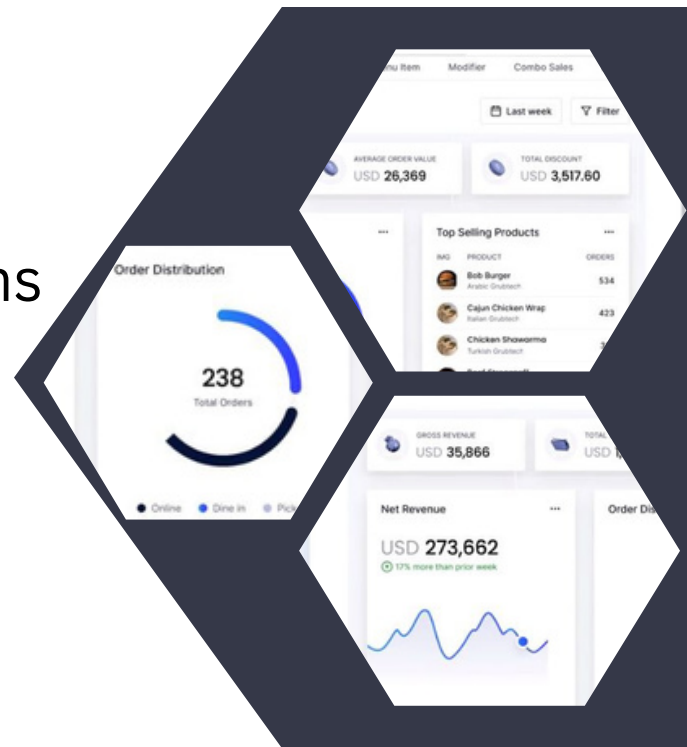 Modifier
Combo Sales
Last week
Filter
AVERAGE ORDER VALUE
USD 26,369
TOTAL DISCOUNT
USD 3,517.60
Top Selling Products
IMG
PRODUCT
ORDERS
Bob Burger
Arabic Grubtech
534
Cajun Chicken Wrap
Italian Grubtech
423
Chicken Shawarma
Turkish Grubtech
Order Distribution
238
Total Orders
Online
Dine in
GROSS REVENUE
USD 35,866
TOTAL
USD
Net Revenue
USD 273,662
17% more than prior week
Order Dis